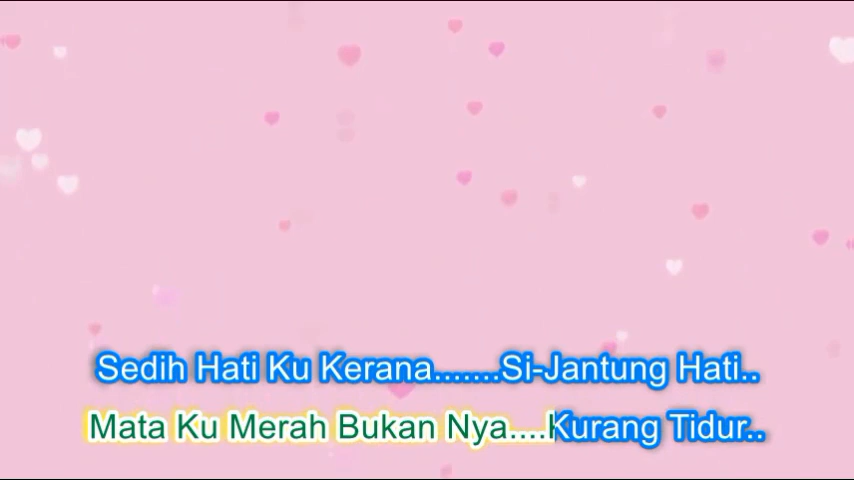 Sedih Hati Ku Kerana.......Si-Jantung Hati..
Mata Ku Merah Bukan Nya....Kurang Tidur..